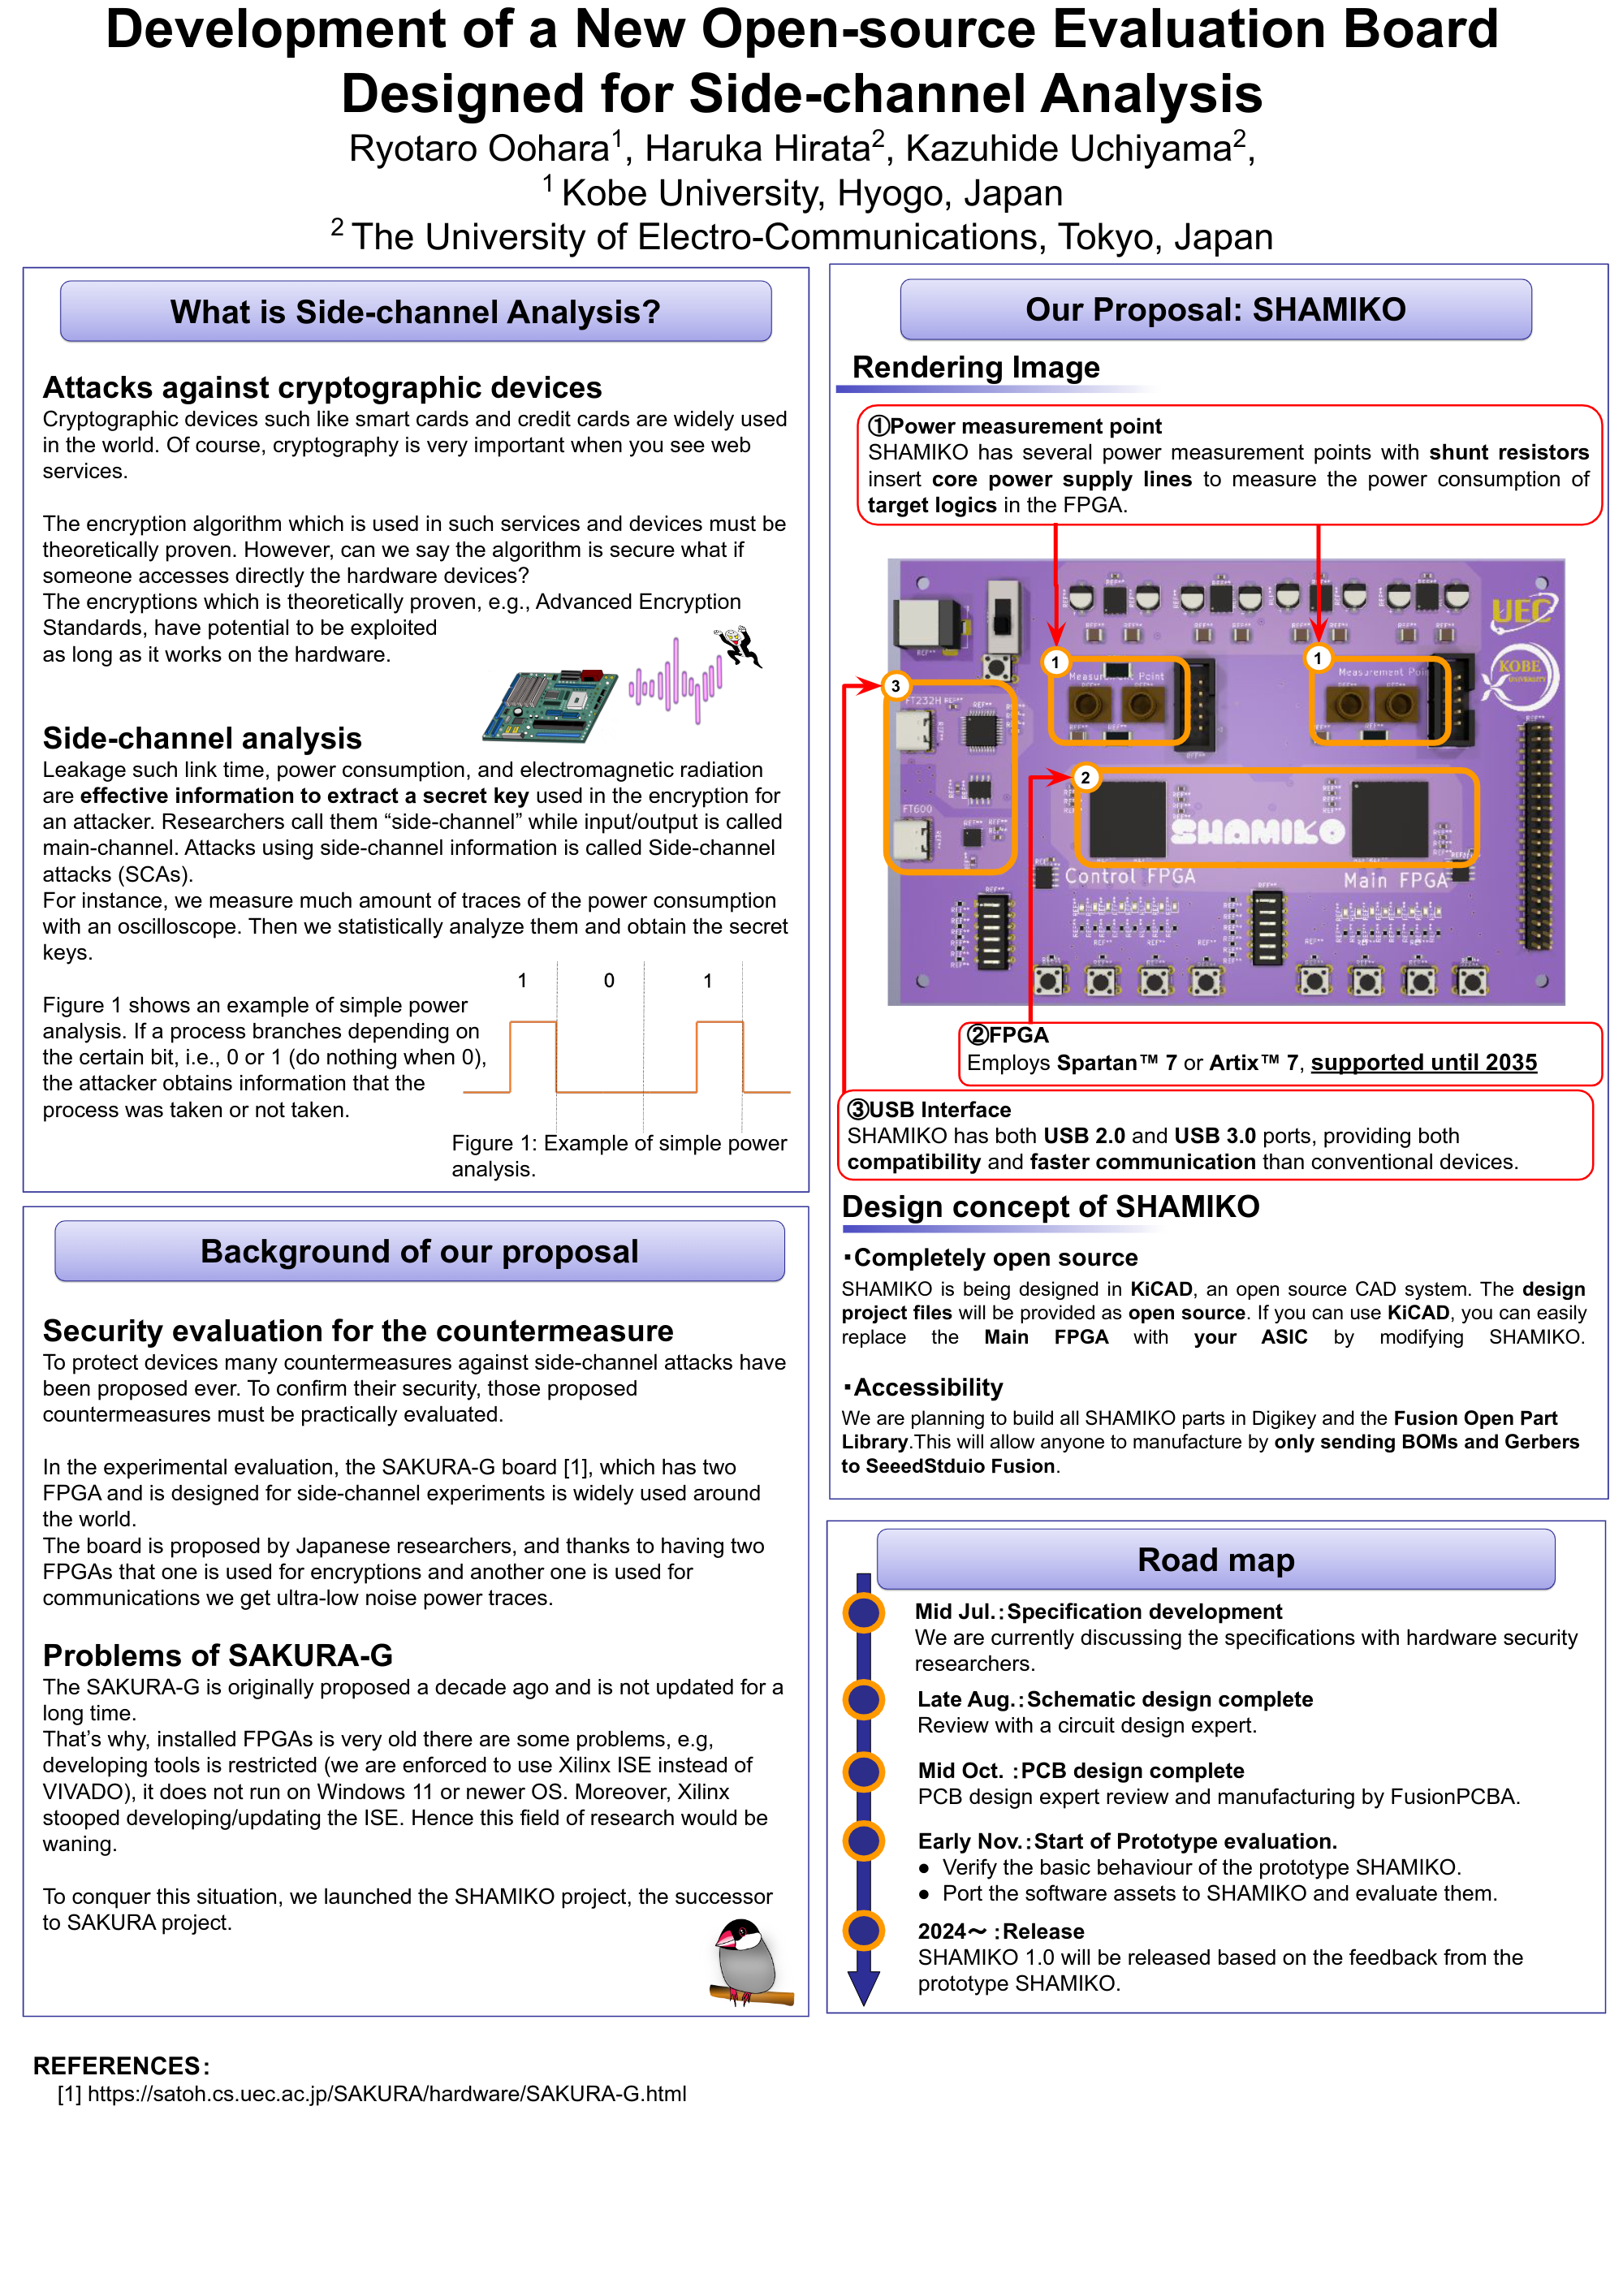 Development of a New Open-source Evaluation Board
Designed for Side-channel Analysis
Ryotaro Oohara1, Haruka Hirata2, Kazuhide Uchiyama2,
1 Kobe University, Hyogo, Japan
2 The University of Electro-Communications, Tokyo, Japan
What is Side-channel Analysis?
Attacks against cryptographic devices
Cryptographic devices such like smart cards and credit cards are widely used
in the world. Of course, cryptography is very important when you see web
services.
The encryption algorithm which is used in such services and devices must be
theoretically proven. However, can we say the algorithm is secure what if
someone accesses directly the hardware devices?
The encryptions which is theoretically proven, e.g., Advanced Encryption
Standards, have potential to be exploited
as long as it works on the hardware.
Side-channel analysis
Leakage such link time, power consumption, and electromagnetic radiation
are effective information to extract a secret key used in the encryption for
an attacker. Researchers call them “side-channel” while input/output is called
main-channel. Attacks using side-channel information is called Side-channel
attacks (SCAs).
For instance, we measure much amount of traces of the power consumption
with an oscilloscope. Then we statistically analyze them and obtain the secret
keys.
Figure 1 shows an example of simple power
analysis. If a process branches depending on
the certain bit, i.e., 0 or 1 (do nothing when 0),
the attacker obtains information that the
process was taken or not taken.
1 0 1
Figure 1: Example of simple power
analysis.
Background of our proposal
Security evaluation for the countermeasure
To protect devices many countermeasures against side-channel attacks have
been proposed ever. To confirm their security, those proposed
countermeasures must be practically evaluated.
In the experimental evaluation, the SAKURA-G board [1], which has two
FPGA and is designed for side-channel experiments is widely used around
the world.
The board is proposed by Japanese researchers, and thanks to having two
FPGAs that one is used for encryptions and another one is used for
communications we get ultra-low noise power traces.
Problems of SAKURA-G
The SAKURA-G is originally proposed a decade ago and is not updated for a
long time.
That’s why, installed FPGAs is very old there are some problems, e.g,
developing tools is restricted (we are enforced to use Xilinx ISE instead of
VIVADO), it does not run on Windows 11 or newer OS. Moreover, Xilinx
stooped developing/updating the ISE. Hence this field of research would be
waning.
To conquer this situation, we launched the SHAMIKO project, the successor
to SAKURA project.
Our Proposal: SHAMIKO
Rendering Image
①Power measurement point
SHAMIKO has several power measurement points with shunt resistors
insert core power supply lines to measure the power consumption of
target logics in the FPGA.
UEC
KOBE
UNIVERSITY
1
Measurement Point
1
Measurement Poin
3
FT232H
FT600
2
SHAMIKO
Control FPGA
Main FPGA
②FPGA
Employs Spartan™ 7 or Artix™ 7, supported until 2035
③USB Interface
SHAMIKO has both USB 2.0 and USB 3.0 ports, providing both
compatibility and faster communication than conventional devices.
Design concept of SHAMIKO
・Completely open source
SHAMIKO is being designed in KiCAD, an open source CAD system. The design
project files will be provided as open source. If you can use KiCAD, you can easily
replace the Main FPGA with your ASIC by modifying SHAMIKO.
・Accessibility
We are planning to build all SHAMIKO parts in Digikey and the Fusion Open Part
Library.This will allow anyone to manufacture by only sending BOMs and Gerbers
to SeeedStduio Fusion.
Road map
Mid Jul.：Specification development
We are currently discussing the specifications with hardware security
researchers.
Late Aug.：Schematic design complete
Review with a circuit design expert.
Mid Oct. ：PCB design complete
PCB design expert review and manufacturing by FusionPCBA.
Early Nov.：Start of Prototype evaluation.
● Verify the basic behaviour of the prototype SHAMIKO.
● Port the software assets to SHAMIKO and evaluate them.
2024～：Release
SHAMIKO 1.0 will be released based on the feedback from the
prototype SHAMIKO.
REFERENCES：
[1] https://satoh.cs.uec.ac.jp/SAKURA/hardware/SAKURA-G.html